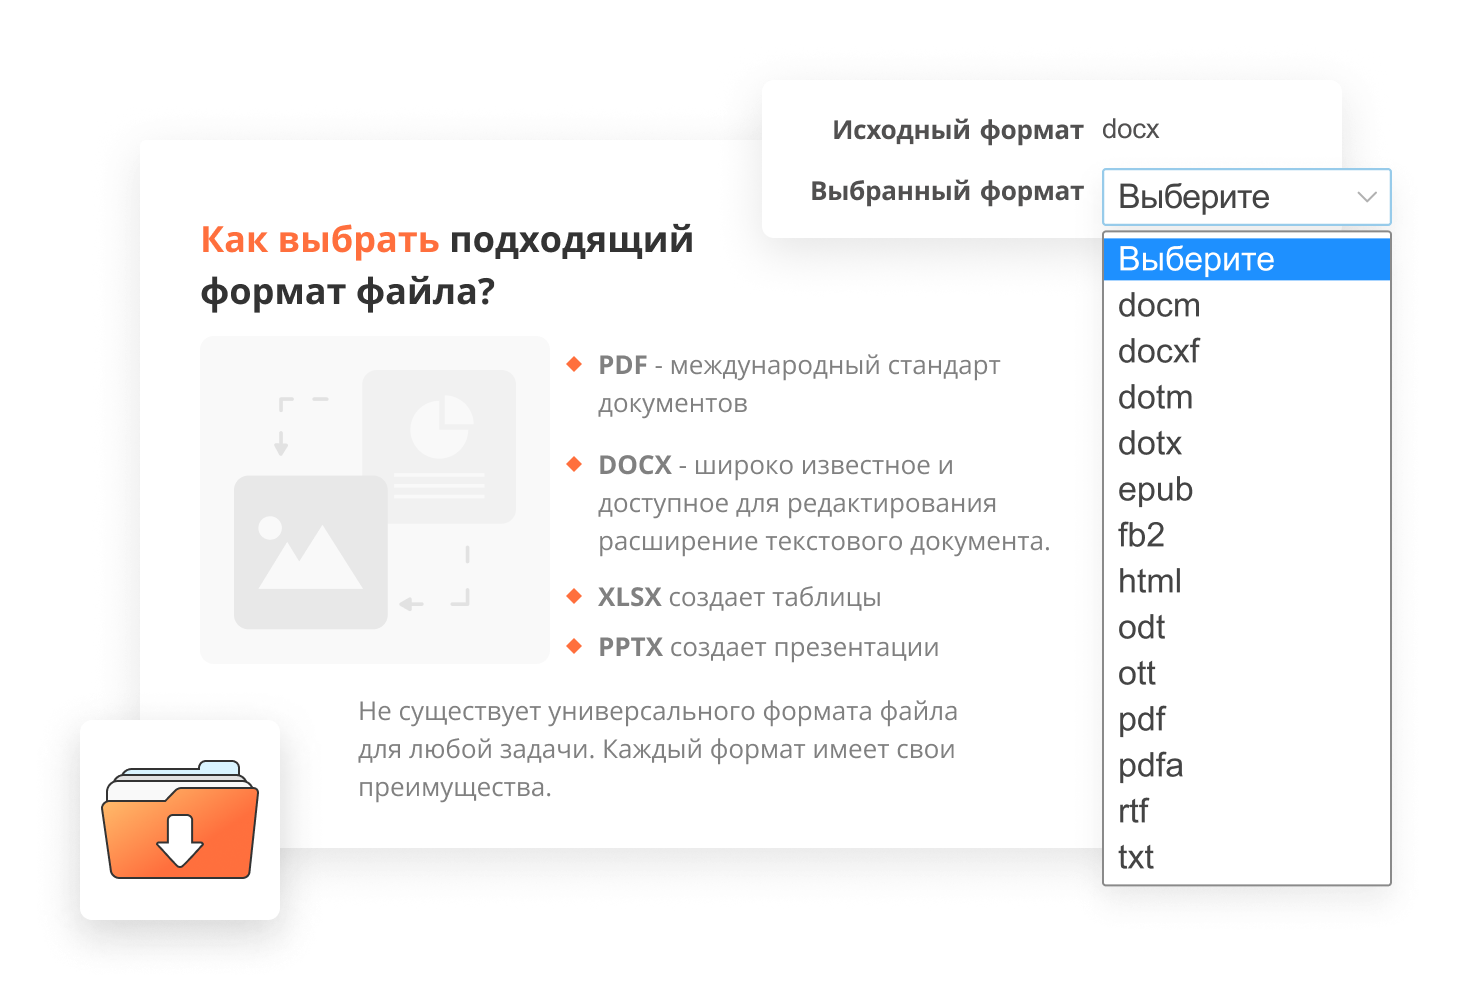 Исходный формат docx
Выбранный формат Выберите
Как выбрать подходящий
формат файла?
PDF - международный стандарт
документов
DOCX - широко известное и
доступное для редактирования
расширение текстового документа.
XLSX создает таблицы
PPTX создает презентации
Не существует универсального формата файла
для любой задачи. Каждый формат имеет свои
преимущества.
Выберите
docm
docxf
dotm
dotx
epub
fb2
html
odt
ott
pdf
pdfa
rtf
txt